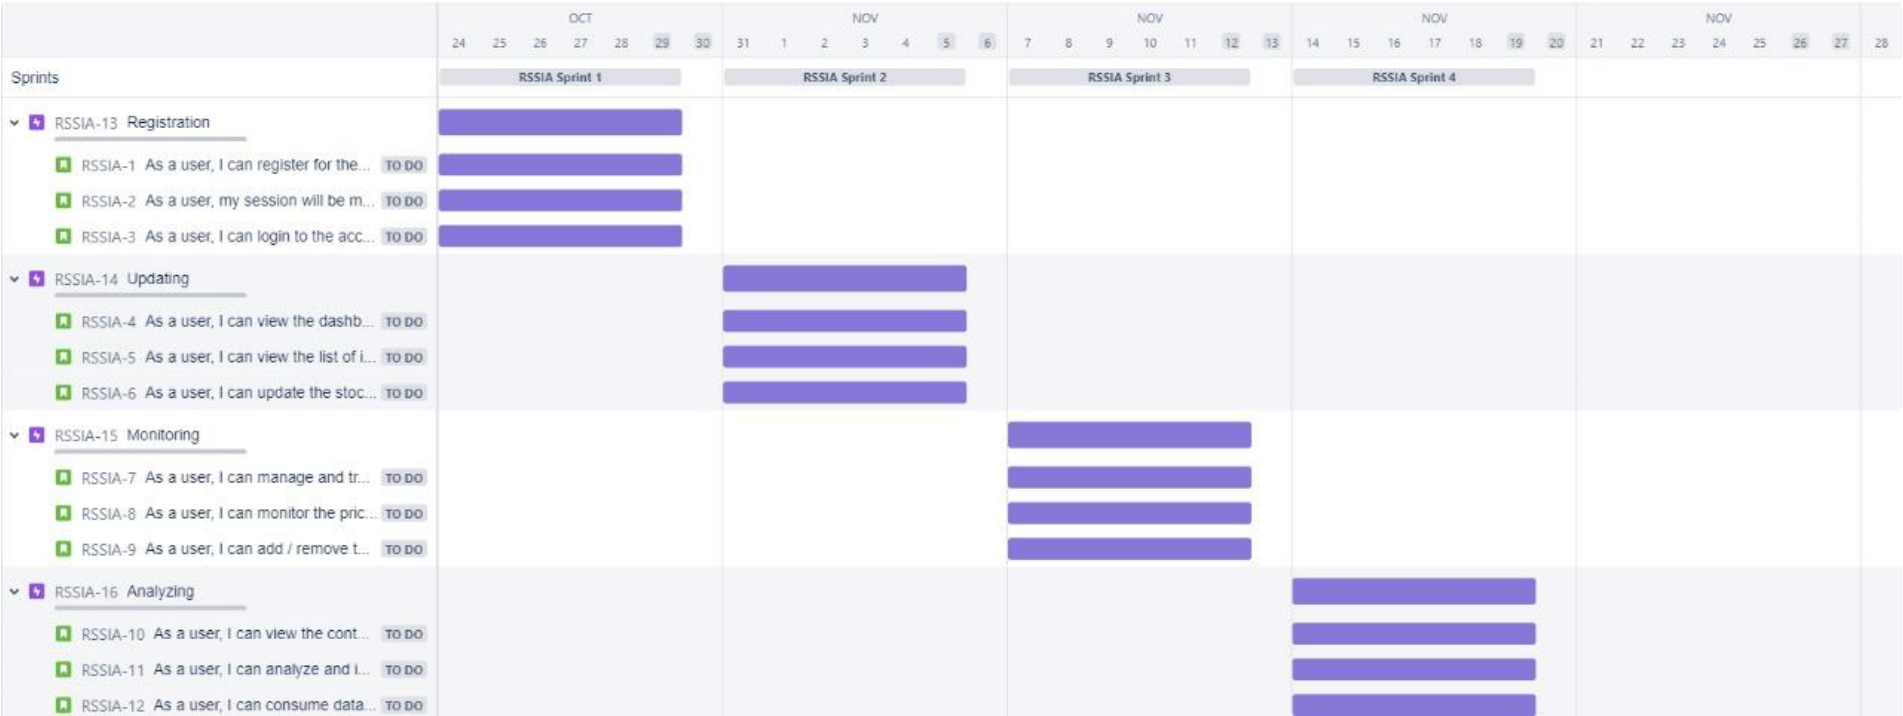 OCT NOV NOV NOV NOV
24 25 26 27 28 29 30 31 1 2 3 4 5 6 7 8 9 10 11 12 13 14 15 16 17 18 19 20 21 22 23 24 25 26 27 28
Sprints RSSIA Sprint 1 RSSIA Sprint 2 RSSIA Sprint 3 RSSIA Sprint 4
RSSIA-13 Registration
RSSIA-1 As a user, I can register for the... TO DO
RSSIA-2 As a user, my session will be m... TO DO
RSSIA-3 As a user, I can login to the acc... TO DO
RSSIA-14 Updating
RSSIA-4 As a user, I can view the dashb... TO DO
RSSIA-5 As a user, I can view the list of i... TO DO
RSSIA-6 As a user, I can update the stoc... TO DO
RSSIA-15 Monitoring
RSSIA-7 As a user, I can manage and tr... TO DO
RSSIA-8 As a user, I can monitor the pric... TO DO
RSSIA-9 As a user, I can add / remove t... TO DO
RSSIA-16 Analyzing
RSSIA-10 As a user, I can view the cont... TO DO
RSSIA-11 As a user, I can analyze and i... TO DO
RSSIA-12 As a user, I can consume data... TO DO